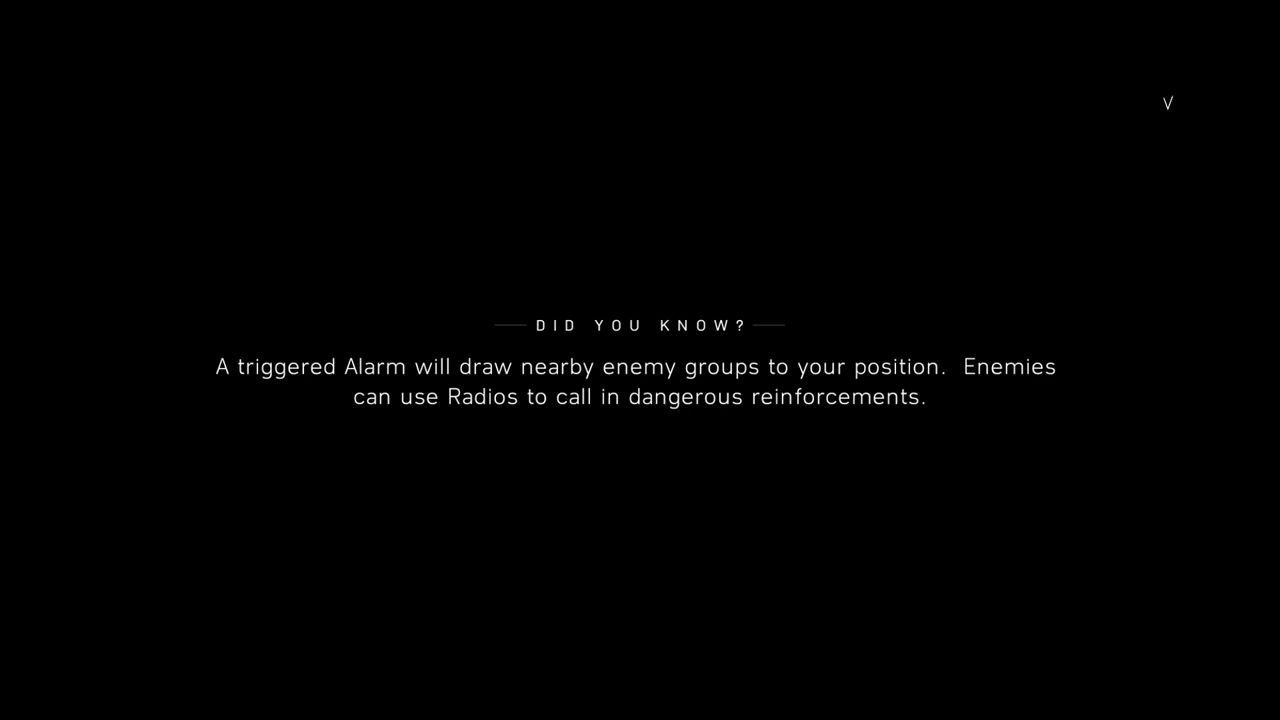 V
DID YOU KNOW?
A triggered Alarm will draw nearby enemy groups to your position.  Enemies
can use Radios to call in dangerous reinforcements.